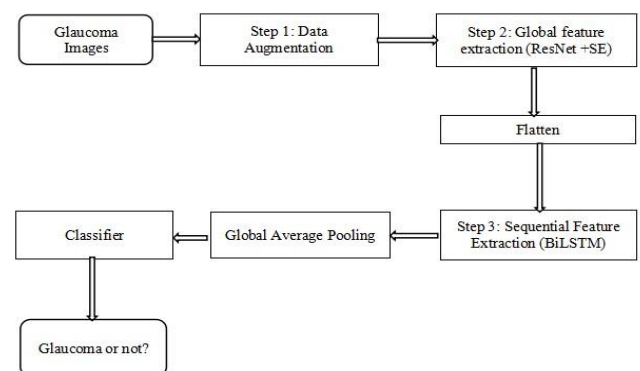 Glaucoma
Images
Step 1: Data
Augmentation
Step 2: Global feature
extraction (ResNet +SE)
Flatten
Step 3: Sequential Feature
Extraction (BiLSTM)
Global Average Pooling
Classifier
Glaucoma or not?